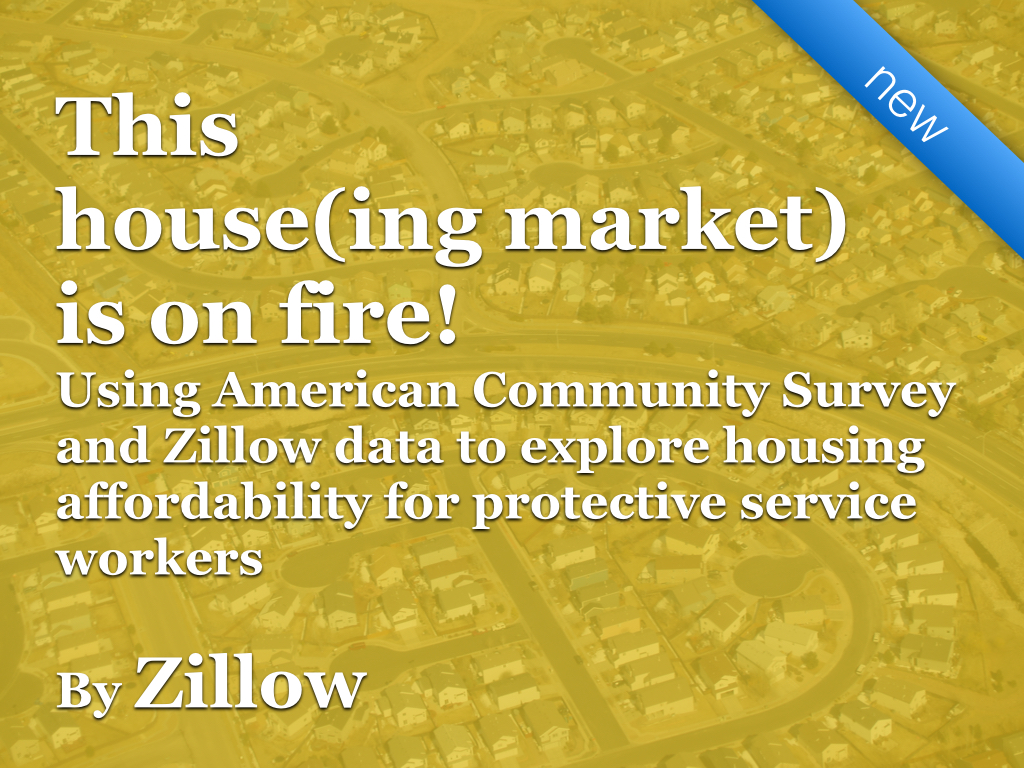 This
house(ing market)
is on fire!
Using American Community Survey
and Zillow data to explore housing
affordability for protective service
workers
By Zillow
new